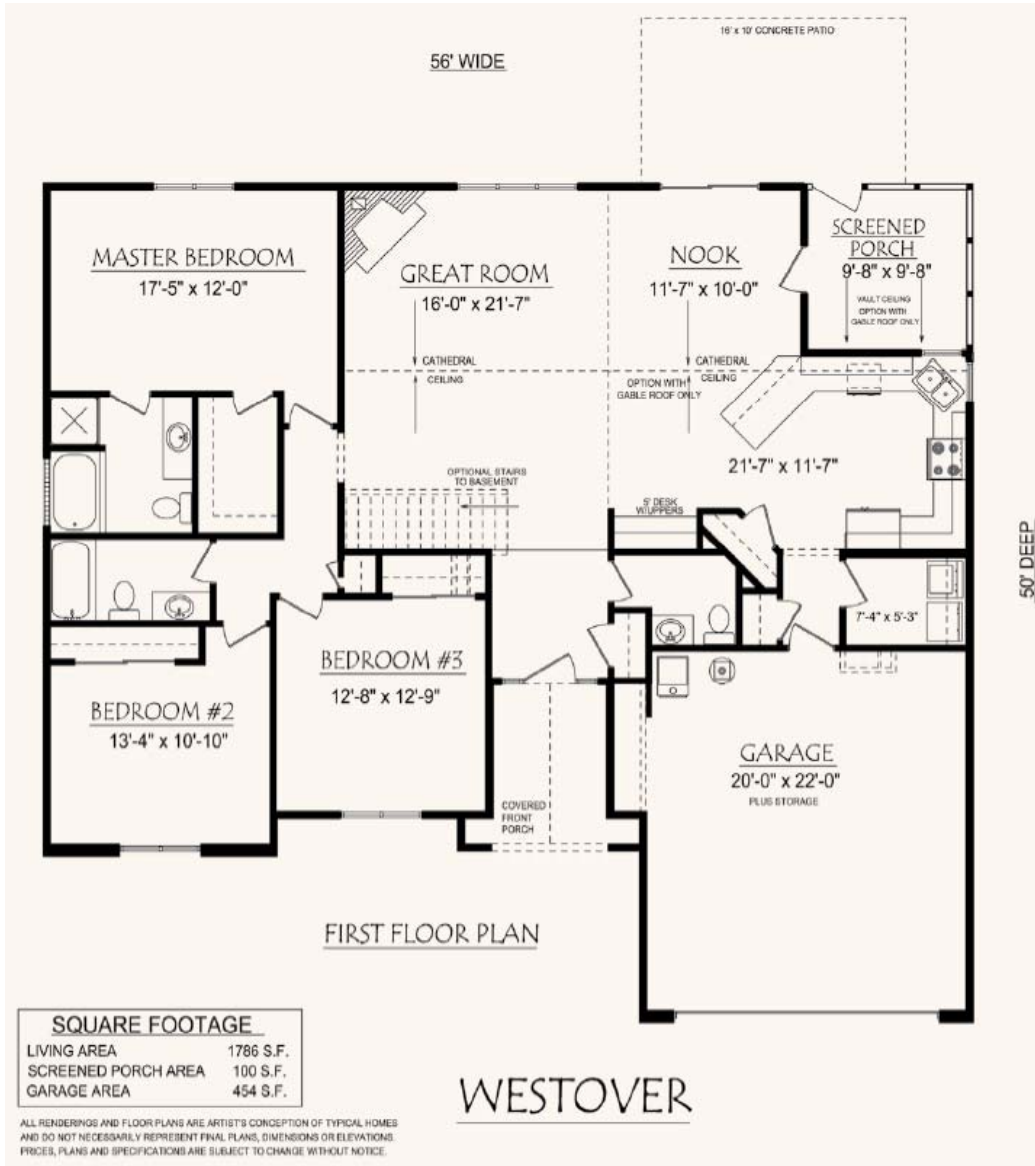 16' x 10' CONCRETE PATIO
56' WIDE
MASTER BEDROOM
17'-5" x 12'-0"
GREAT ROOM
16'-0" x 21'-7"
NOOK
11'-7" x 10'-0"
SCREENED
PORCH
9'-8" x 9'-8"
VAULT CEILING
OPTION WITH
GABLE ROOF ONLY
CATHEDRAL
CEILING
CATHEDRAL
CEILING
OPTION WITH
GABLE ROOF ONLY
21'-7" x 11'-7"
OPTIONAL STAIRS
TO BASEMENT
5' DESK
W/UPPERS
50' DEEP
7'-4" x 5'-3"
BEDROOM #3
12'-8" x 12'-9"
BEDROOM #2
13'-4" x 10'-10"
GARAGE
20'-0" x 22'-0"
PLUS STORAGE
COVERED
FRONT
PORCH
FIRST FLOOR PLAN
SQUARE FOOTAGE
LIVING AREA 1786 S.F.
SCREENED PORCH AREA 100 S.F.
GARAGE AREA 454 S.F.
WESTOVER
ALL RENDERINGS AND FLOOR PLANS ARE ARTIST'S CONCEPTION OF TYPICAL HOMES
AND DO NOT NECESSARILY REPRESENT FINAL PLANS, DIMENSIONS OR ELEVATIONS.
PRICES, PLANS AND SPECIFICATIONS ARE SUBJECT TO CHANGE WITHOUT NOTICE.